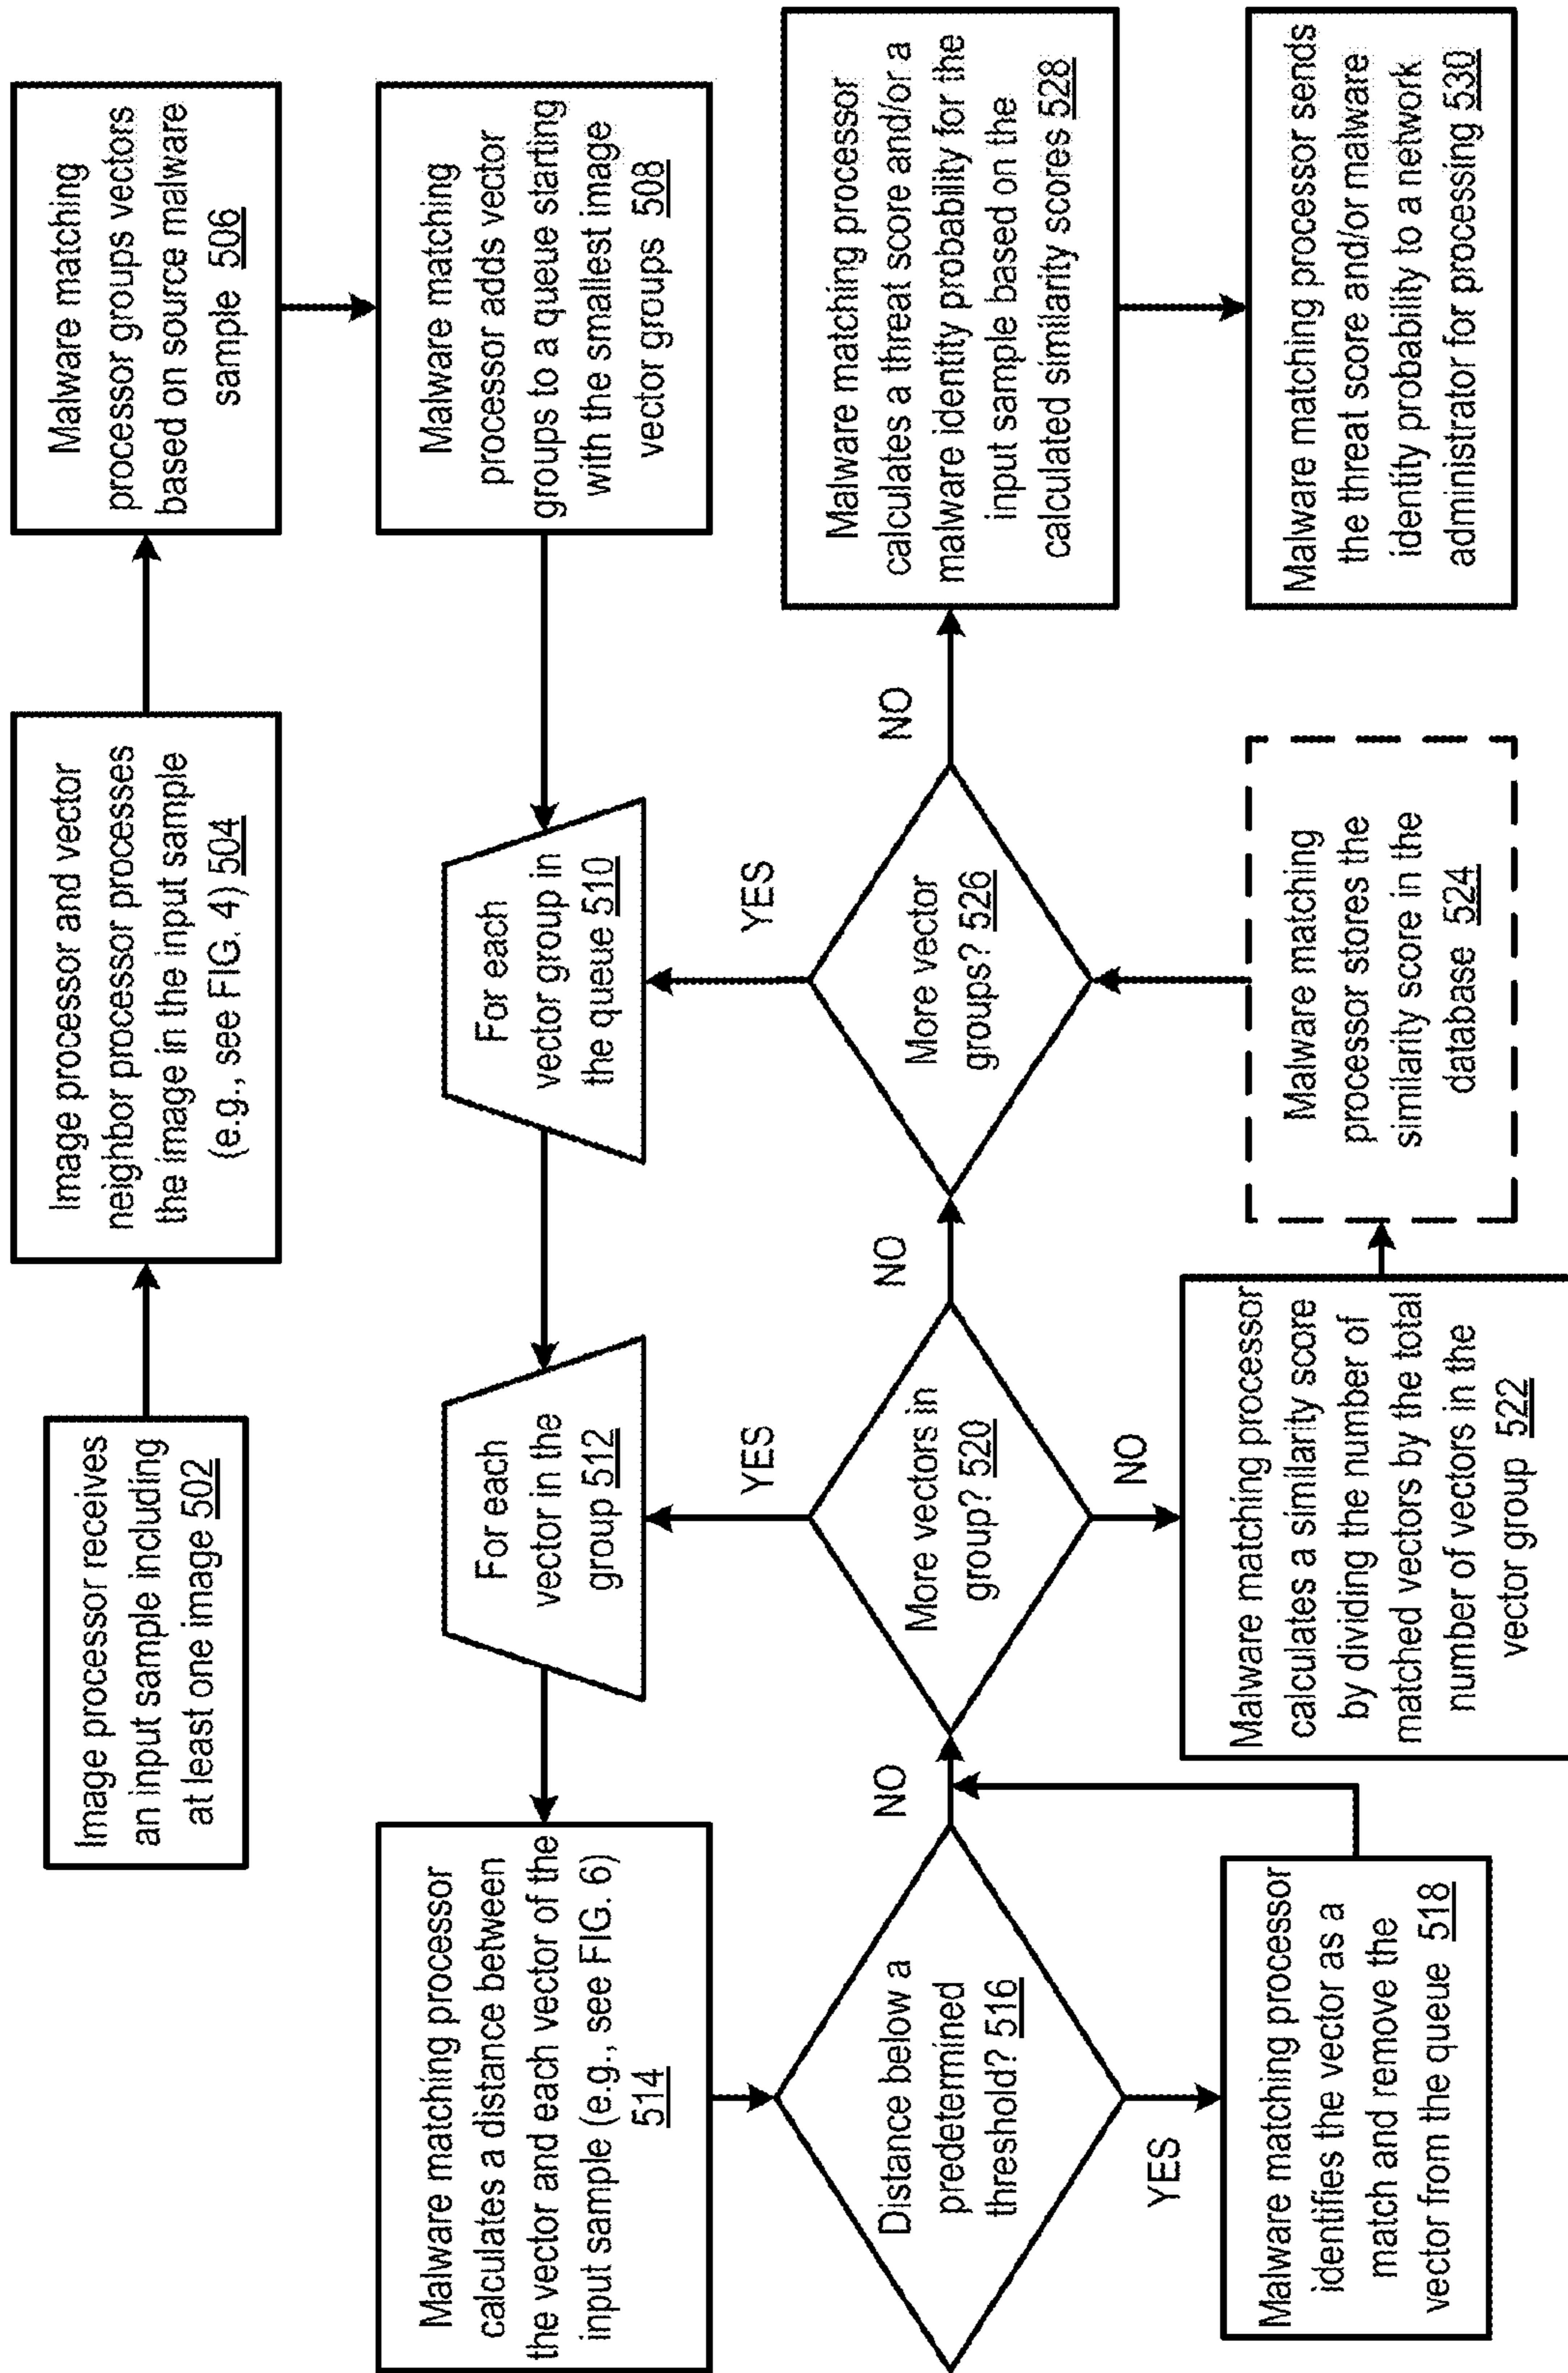 Image processor receives
an input sample including
at least one image 502
Image processor and vector
neighbor processor processes
the image in the input sample
(e.g., see FIG. 4) 504
Malware matching
processor groups vectors
based on source malware
sample 506
Malware matching
processor adds vector
groups to a queue starting
with the smallest image
vector groups 508
For each
vector group in
the queue 510
For each
vector in the
group 512
Malware matching processor
calculates a distance between
the vector and each vector of the
input sample (e.g., see FIG. 6)
514
Distance below a
predetermined
threshold? 516
NO
YES
Malware matching processor
identifies the vector as a
match and remove the
vector from the queue 518
More vectors in
group? 520
YES
NO
NO
Malware matching processor
calculates a similarity score
by dividing the number of
matched vectors by the total
number of vectors in the
vector group 522
Malware matching
processor stores the
similarity score in the
database 524
More vector
groups? 526
YES
NO
Malware matching processor
calculates a threat score and/or a
malware identity probability for the
input sample based on the
calculated similarity scores 528
Malware matching processor sends
the threat score and/or malware
identity probability to a network
administrator for processing 530